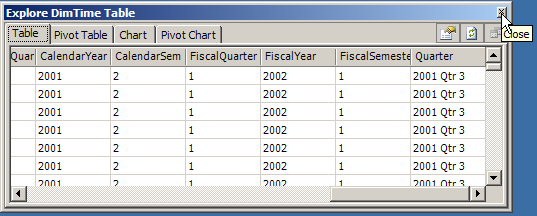 Explore DimTime Table
Close
Table Pivot Table Chart Pivot Chart
Quar CalendarYear CalendarSem FiscalQuarter FiscalYear FiscalSemeste Quarter
2001 2 1 2002 1 2001 Qtr 3
2001 2 1 2002 1 2001 Qtr 3
2001 2 1 2002 1 2001 Qtr 3
2001 2 1 2002 1 2001 Qtr 3
2001 2 1 2002 1 2001 Qtr 3
2001 2 1 2002 1 2001 Qtr 3
2001 2 1 2002 1 2001 Qtr 3